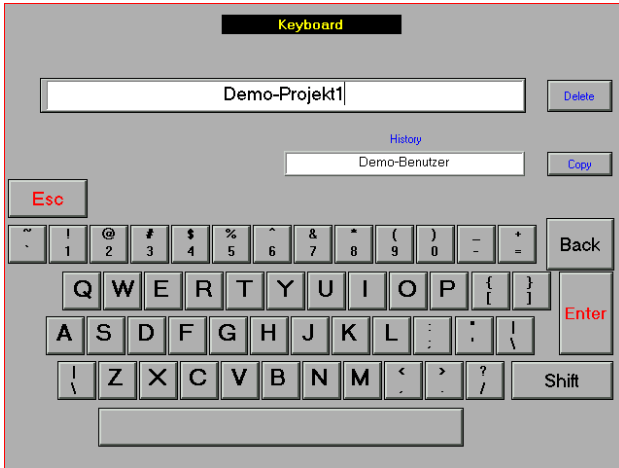 Keyboard
Demo-Projekt1 Delete
History
Demo-Benutzer Copy
Esc
~ ! @ # $ % ^ & * ( ) _ +
` 1 2 3 4 5 6 7 8 9 0 - = Back
Q W E R T Y U I O P { }
[ ] Enter
A S D F G H J K L : " |
; ' \
| Z X C V B N M < > ?
\ , . / Shift